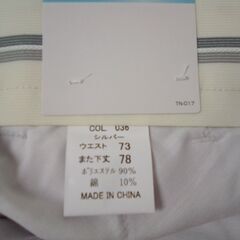 TN017
COL 036
シルバー
ウエスト 73
また下丈 78
ポリエステル 90%
綿 10%
MADE IN CHINA